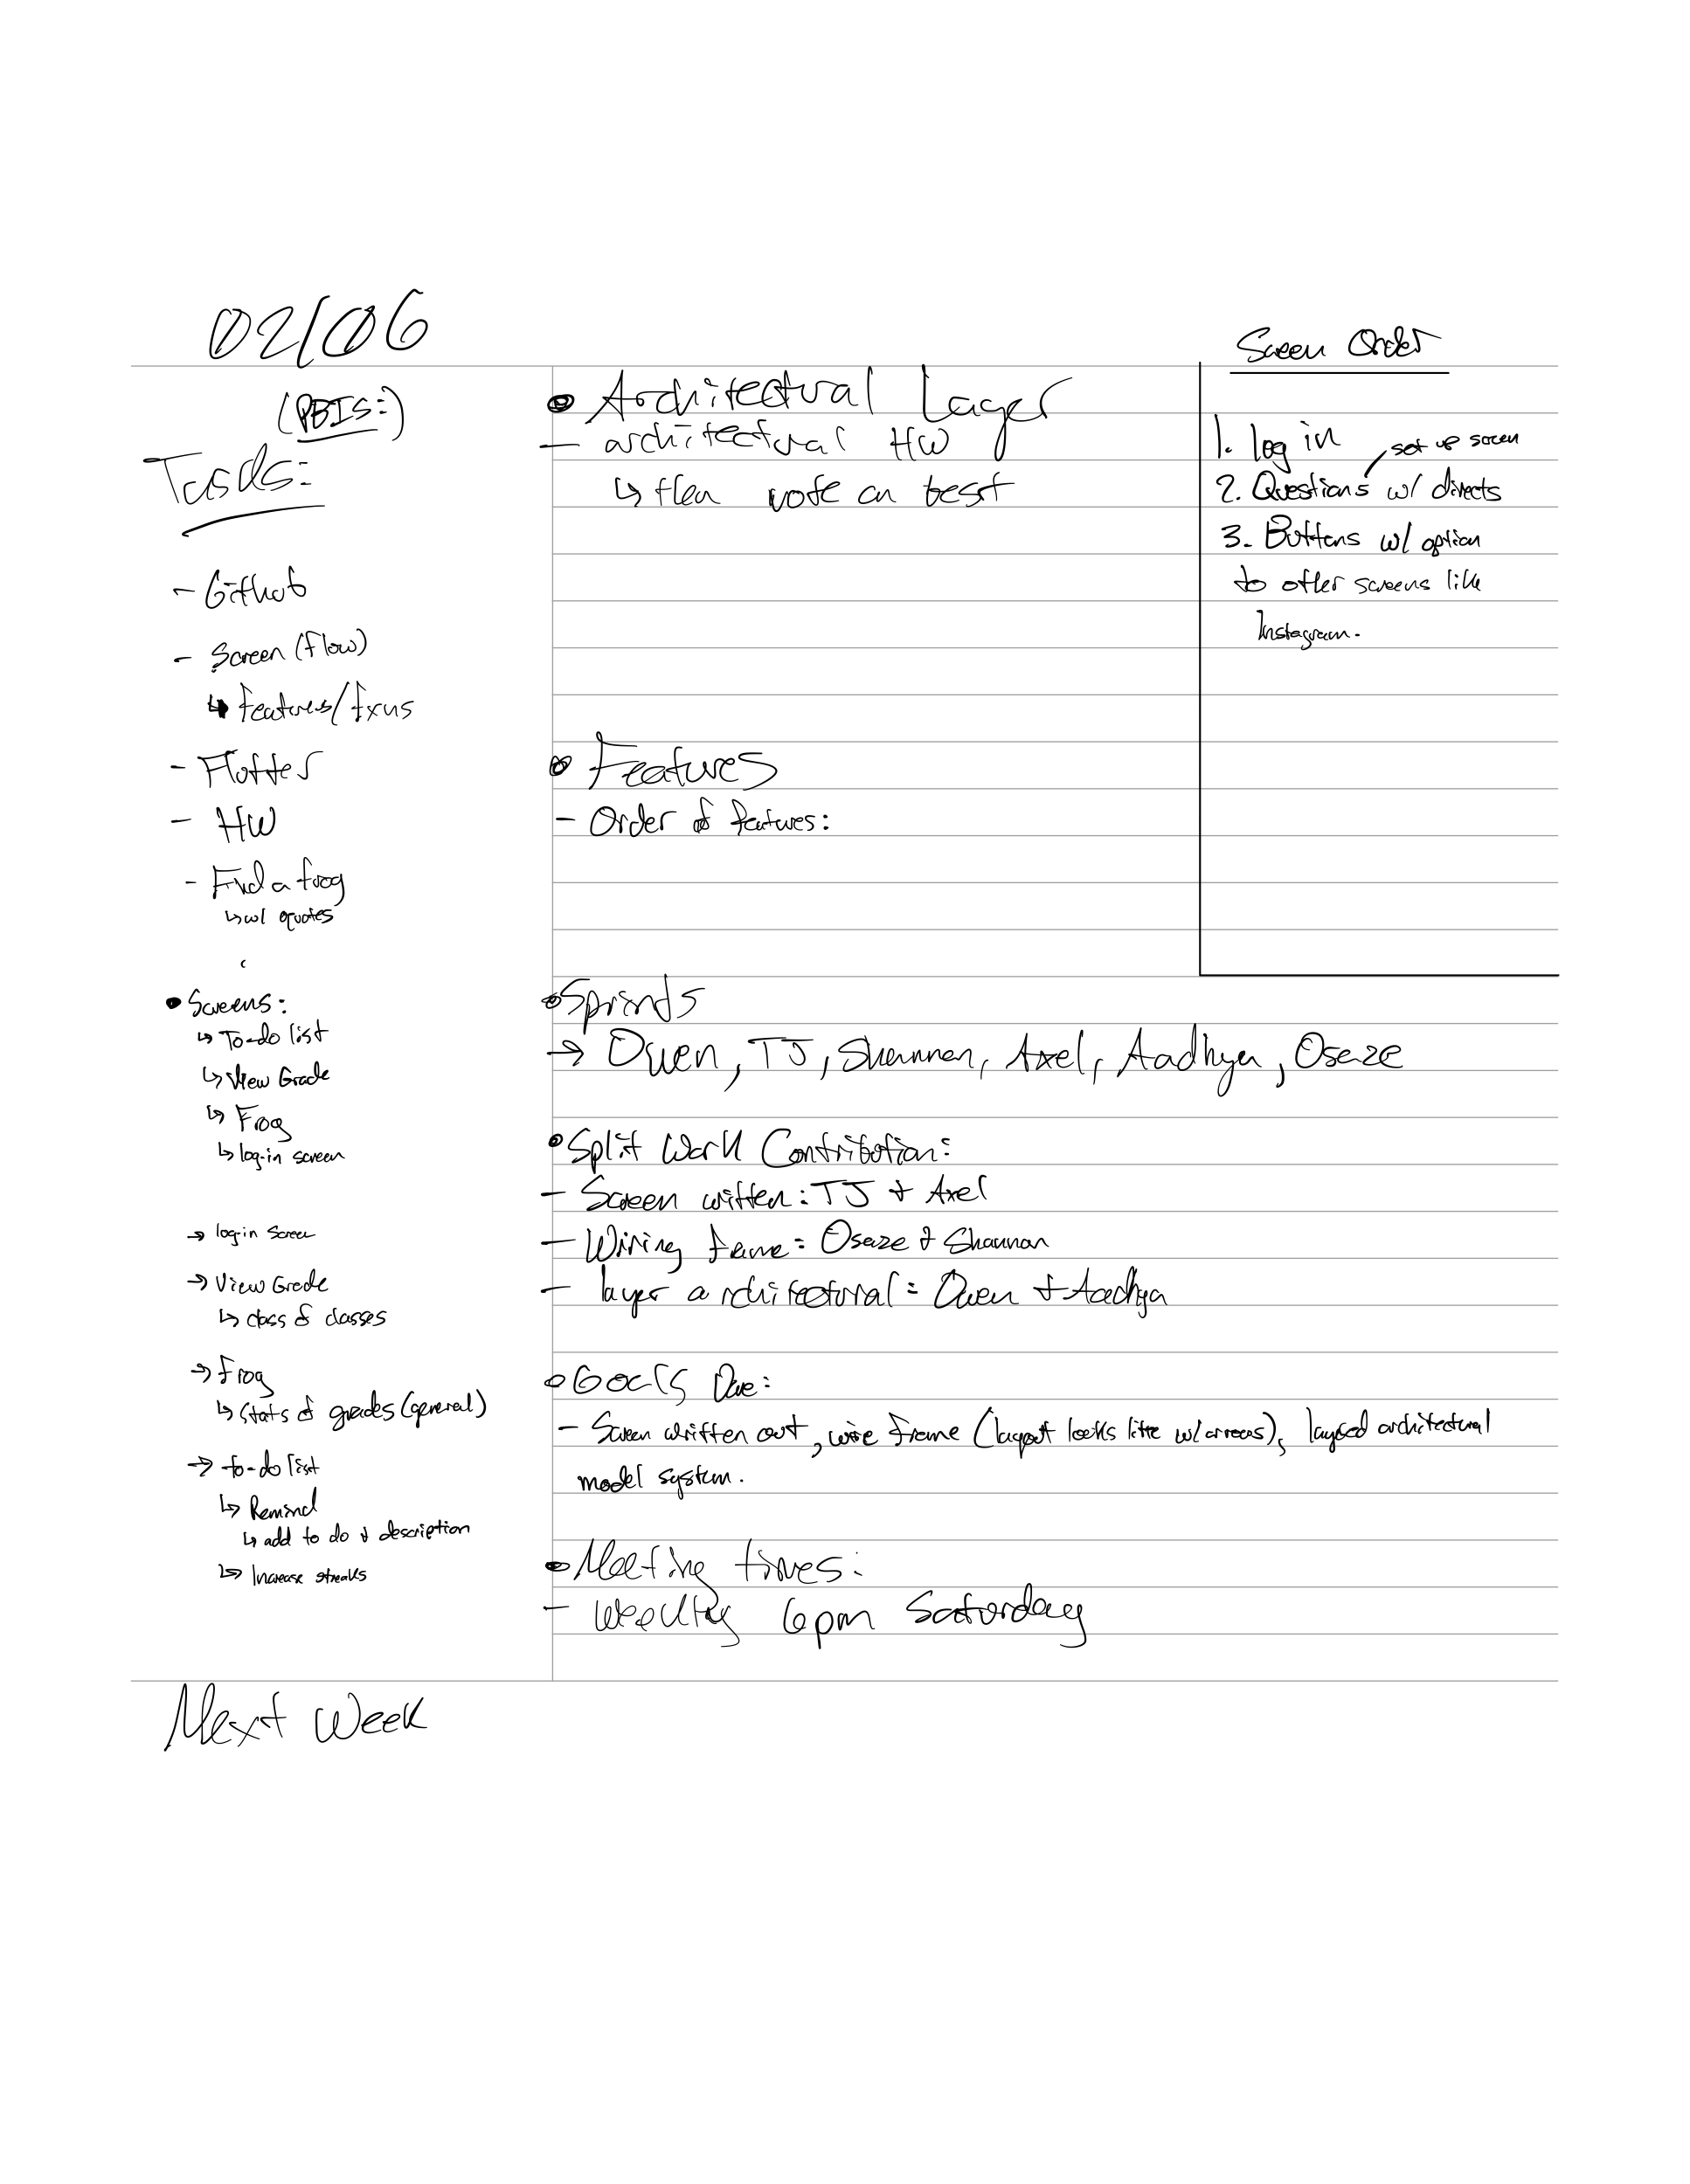 02/06
(PBIS:)
Tasks:
- Github
- Screen (flow)
↳ features/
- Flutter
- HW
- Find a frog
↳ w/ quotes
• Screens:
↳ To-do list
↳ View Grade
↳ Frog
↳ log-in screen
→ log-in screen
→ View Grade
↳ class & classes
→ frog
↳ stats of grades (general)
→ to-do list
↳ Remind
↳ add to do & description
↳ Increase streaks
• Architectural Layer
- architectural HW
↳ then vote on best
• Features
- Order of features:
Screen Order
1. log in
, set up screen
2. Questions w/ directs
3. Buttons w/ option
to other screens like
Instagram.
• Sprints
→ Owen, TJ, Shannon, Axel, Aadhya, Osaze
• Split Work Contribution:
- Screen written: TJ & Axel
- Wiring frame: Osaze & Shannon
- layer architectural: Owen & Aadhya
• Goals Due:
- Screen written out, wire frame (layout looks like w/ arrows), layered architectural
model system.
• Meeting times:
- Weekly 6pm Saturday
Next Week